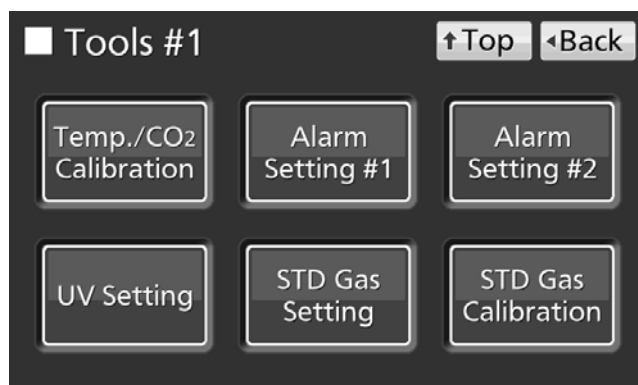 Tools #1
↑Top ◂Back
Temp./CO2
Calibration
Alarm
Setting #1
Alarm
Setting #2
UV Setting
STD Gas
Setting
STD Gas
Calibration